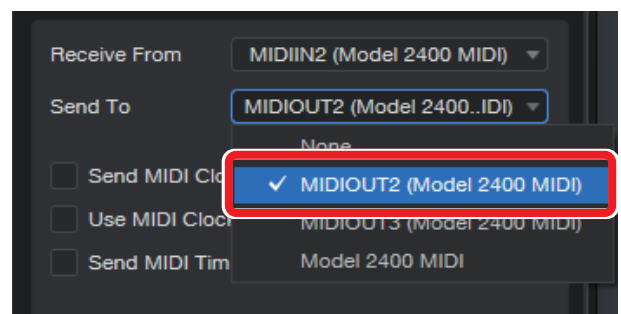 Receive From MIDIIN2 (Model 2400 MIDI)
Send To MIDIOUT2 (Model 2400..IDI)
None
Send MIDI Clo
MIDIOUT2 (Model 2400 MIDI)
Use MIDI Cloc
MIDIOUT3 (Model 2400 MIDI)
Send MIDI Tim
Model 2400 MIDI